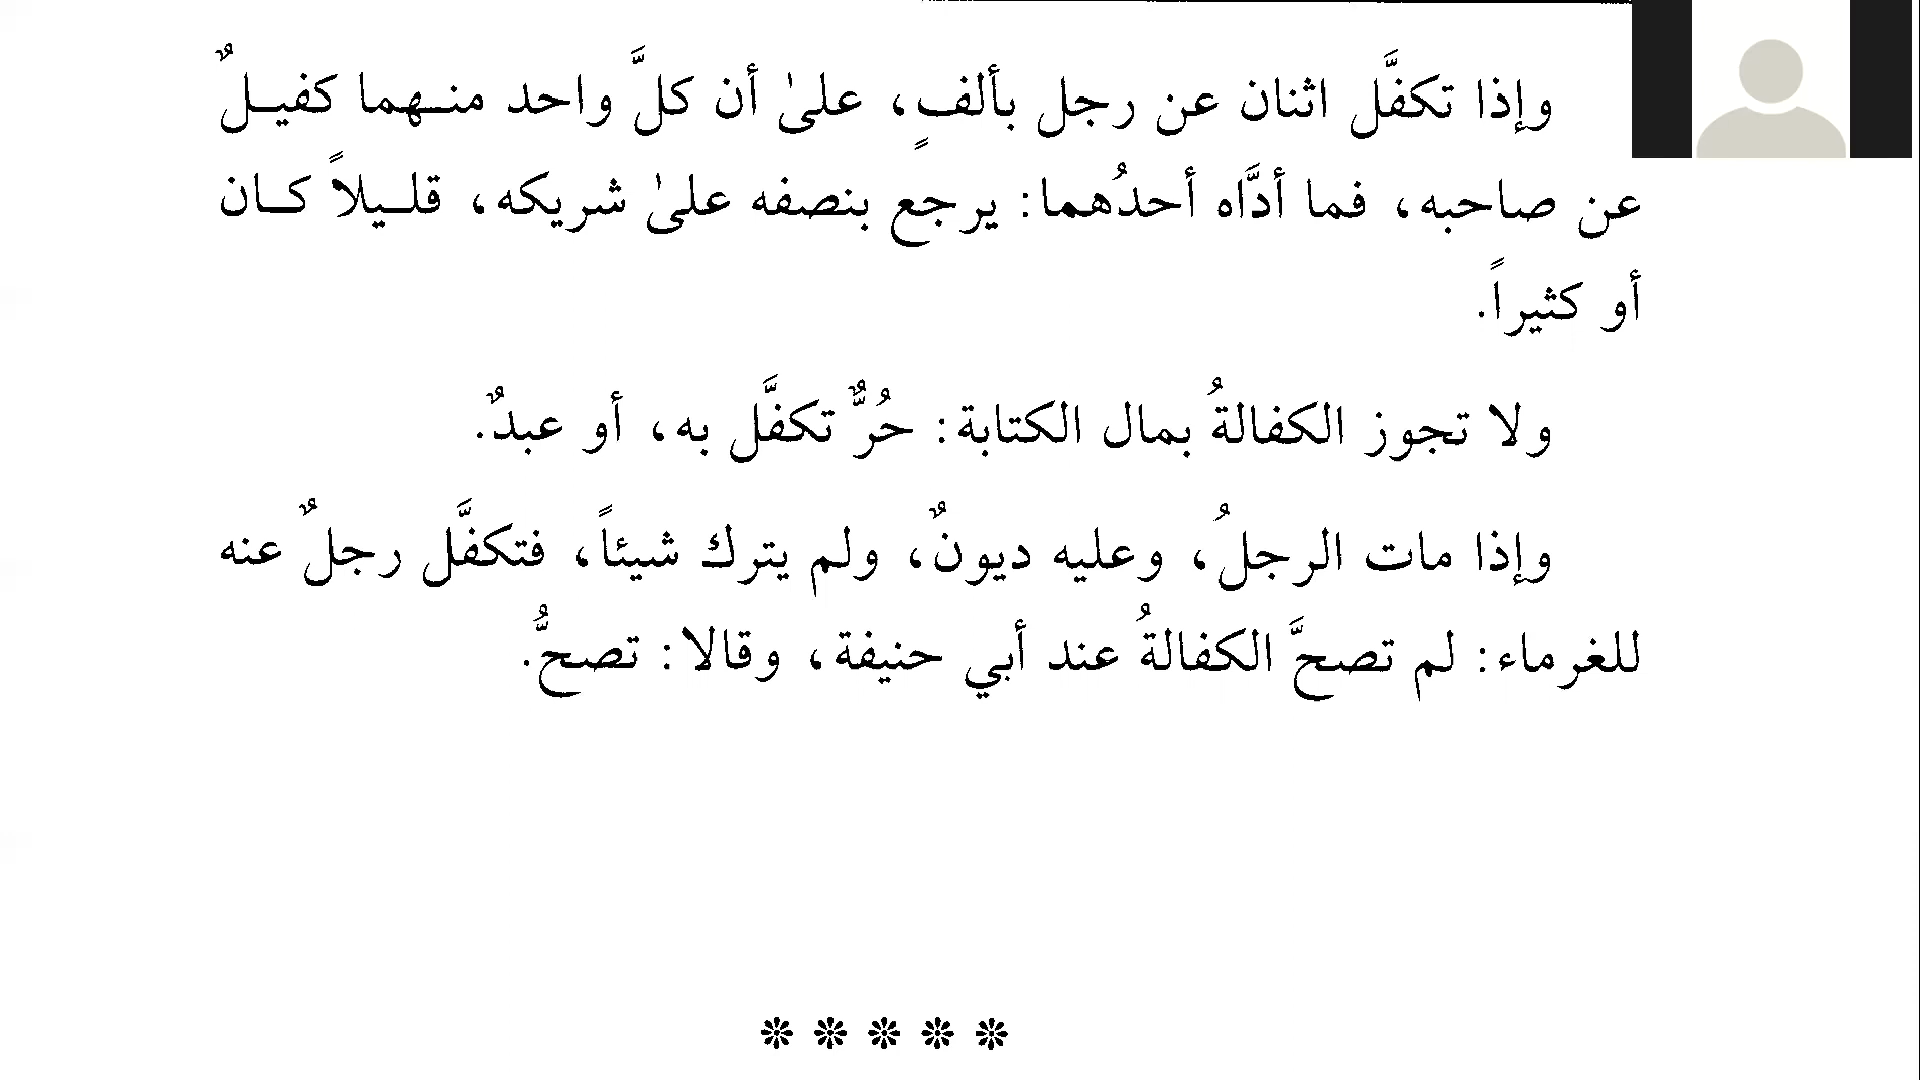 وإذا تكفَّل اثنان عن رجل بألفٍ، علىٰ أن كلَّ واحد منـهما كفيـلٌ
عن صاحبه، فما أدَّاه أحدُهما: يرجع بنصفه علىٰ شريكه، قلـيلاً كـان
أو كثيراً.
ولا تجوز الكفالةُ بمال الكتابة: حُرٌّ تكفَّل به، أو عبدٌ.
وإذا مات الرجلُ، وعليه ديونٌ، ولم يترك شيئاً، فتكفَّل رجلٌ عنه
للغرماء: لم تصحَّ الكفالةُ عند أبي حنيفة، وقالا: تصحُّ.
❊ ❊ ❊ ❊ ❊